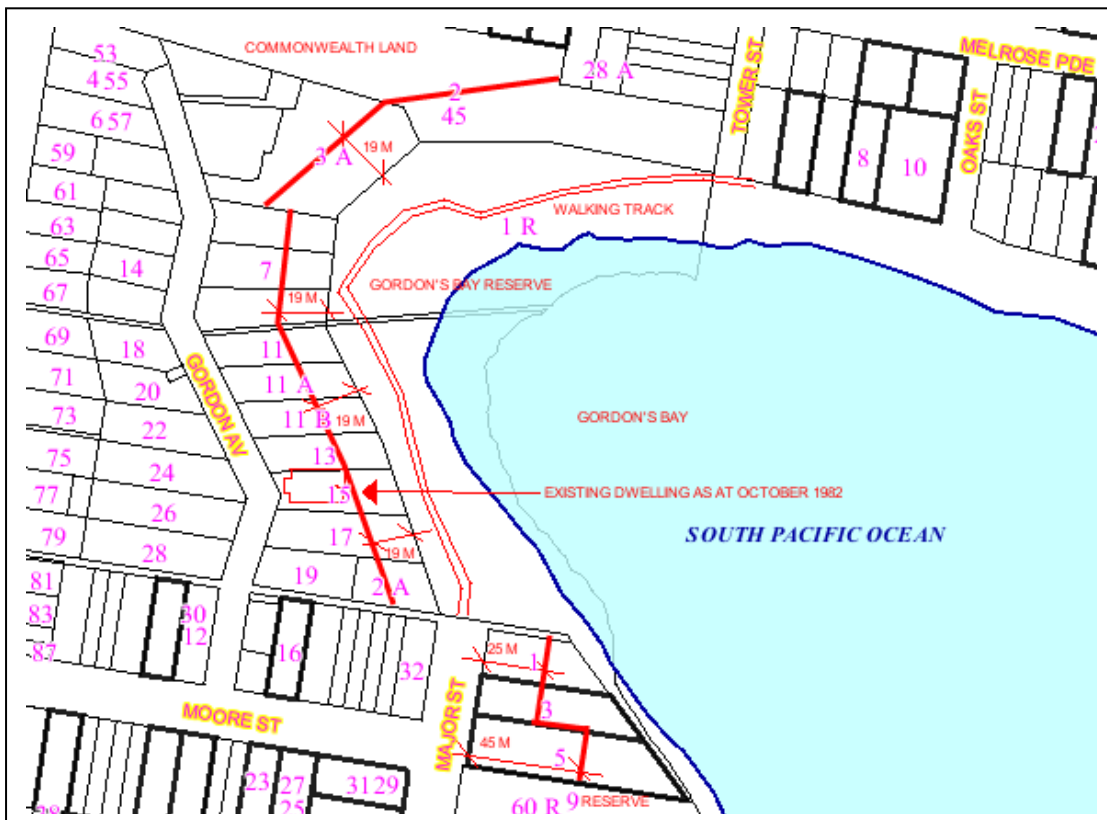 COMMONWEALTH LAND
MELROSE PDE
53
4 55
6 57
59
61
63
65
67
69
71
73
75
77
79
81
83
87
14
18
20
22
24
26
28
30
12
16
32
2
45
28 A
3 A
19 M
TOWER ST
OAKS ST
8
10
WALKING TRACK
1 R
7
GORDON'S BAY RESERVE
19 M
11
11 A
11 B
19 M
13
15
17
19 M
19
2 A
GORDON AV
GORDON'S BAY
EXISTING DWELLING AS AT OCTOBER 1982
SOUTH PACIFIC OCEAN
25 M
1
3
45 M
5
9
RESERVE
60 R
MOORE ST
MAJOR ST
23
27
25
31 29